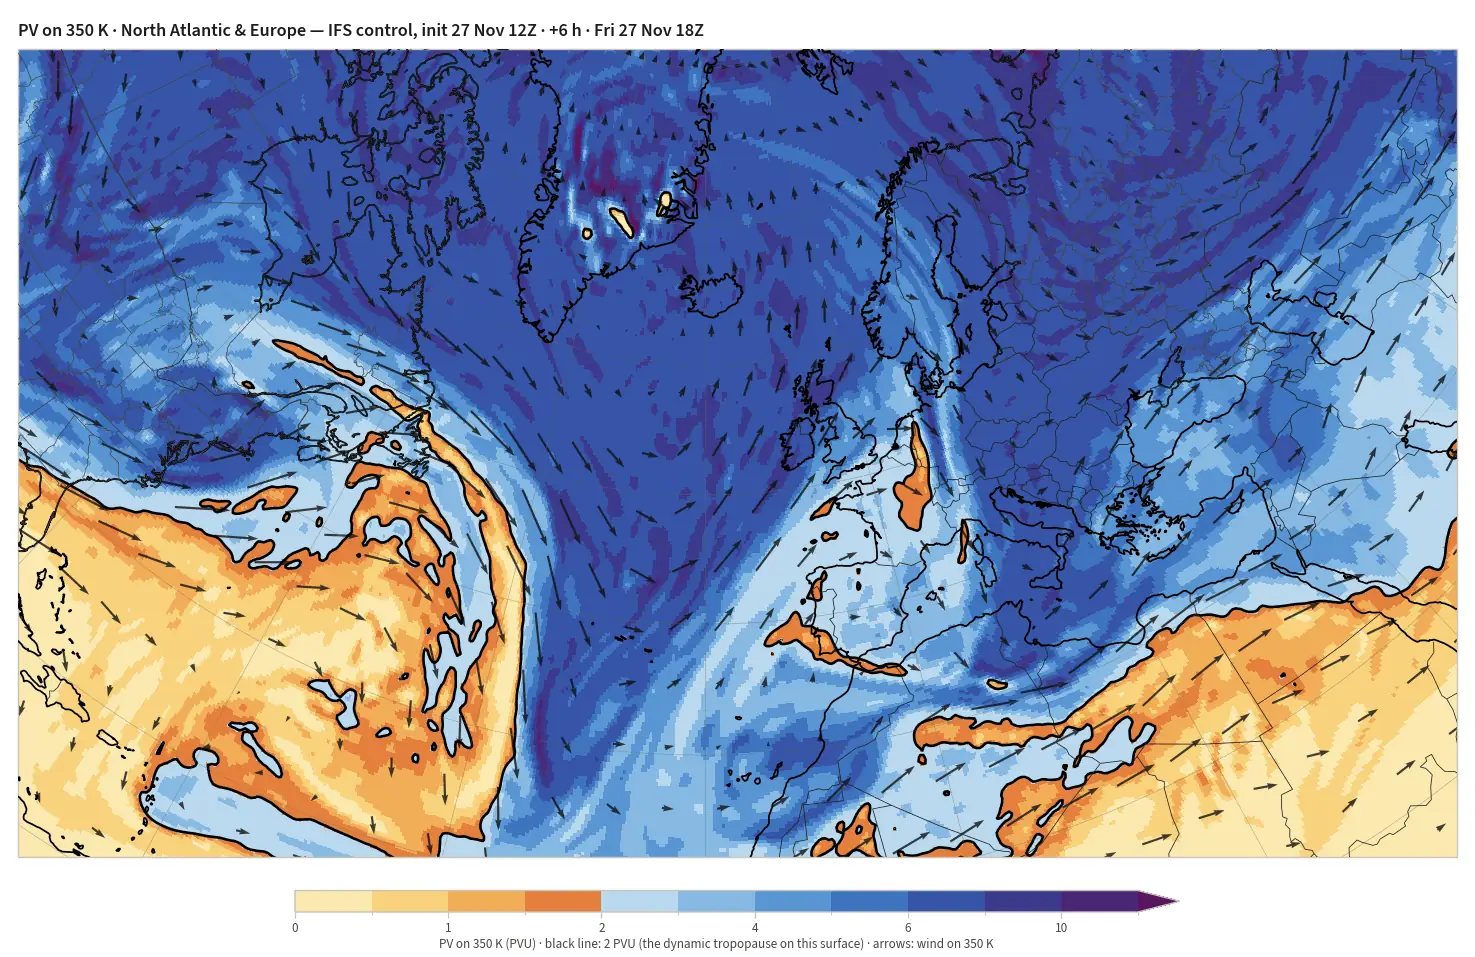 PV on 350 K · North Atlantic & Europe — IFS control, init 27 Nov 12Z · +6 h · Fri 27 Nov 18Z
0 1 2 4 6 10
PV on 350 K (PVU) · black line: 2 PVU (the dynamic tropopause on this surface) · arrows: wind on 350 K